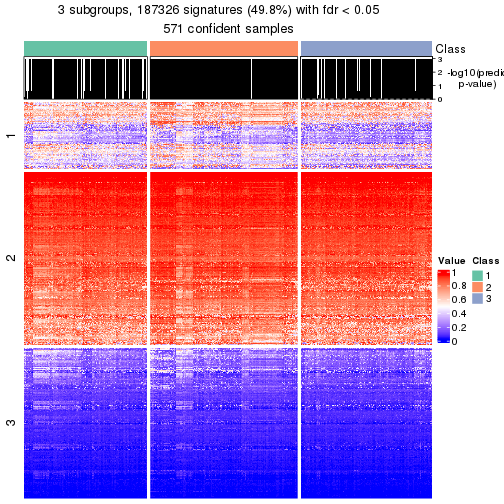 3 subgroups, 187326 signatures (49.8%) with fdr < 0.05
571 confident samples
Class
3
2
1
0
-log10(predic
p-value)
1
2
3
Value
1
0.8
0.6
0.4
0.2
0
Class
1
2
3